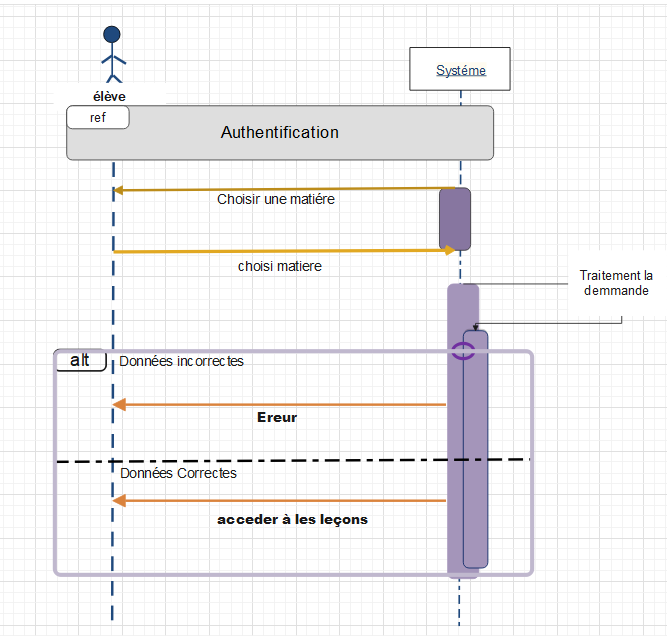 Systéme
élève
ref
Authentification
Choisir une matiére
choisi matiere
Traitement la
demmande
alt
Données incorrectes
Ereur
Données Correctes
acceder à les leçons